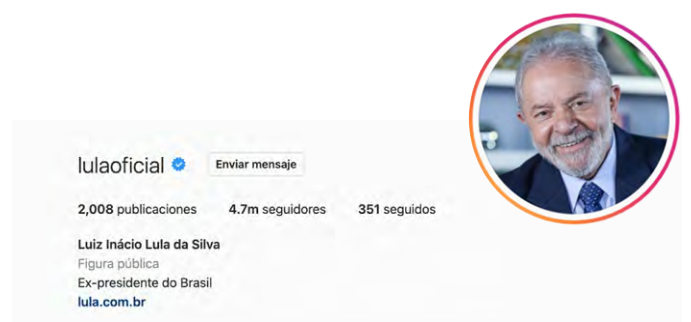 lulaoficial Enviar mensaje
2,008 publicaciones 4.7m seguidores 351 seguidos
Luiz Inácio Lula da Silva
Figura pública
Ex-presidente do Brasil
lula.com.br